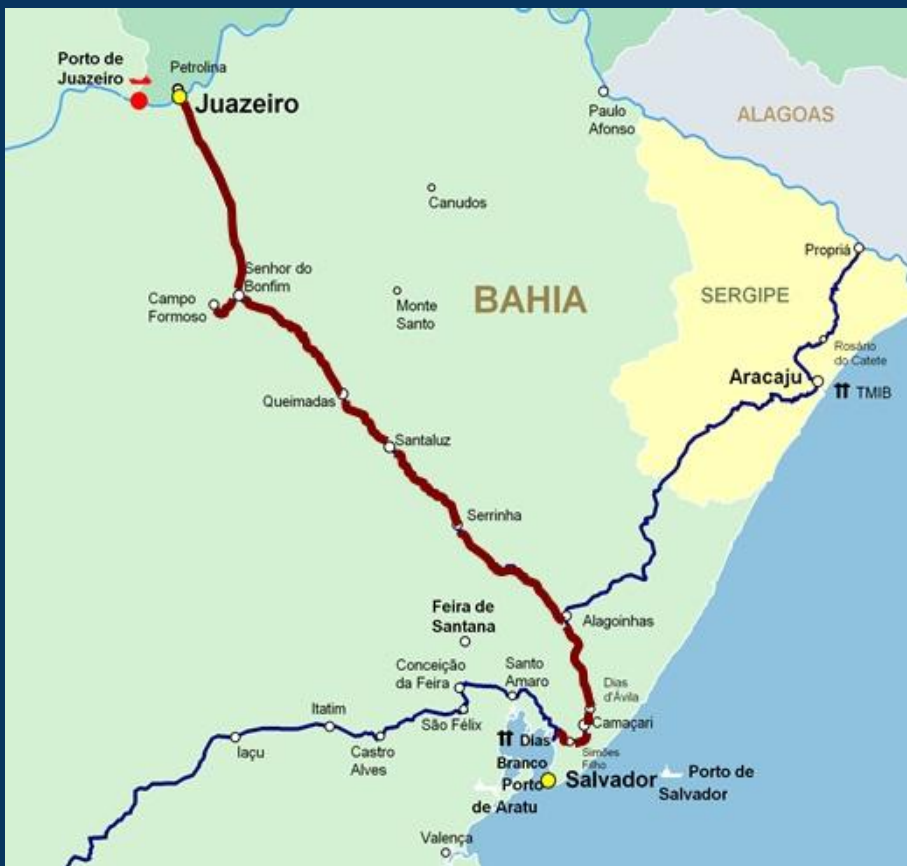 Porto de
Juazeiro
Petrolina
Juazeiro
Paulo
Afonso
ALAGOAS
Canudos
Propriá
Senhor do
Bonfim
Campo
Formoso
Monte
Santo
BAHIA
SERGIPE
Rosário
do Catete
Aracaju
TMIB
Queimadas
Santaluz
Serrinha
Feira de
Santana
Alagoinhas
Conceição
da Feira
Santo
Amaro
Dias
d'Ávila
Itatim
São Félix
Camaçari
Iaçu
Castro
Alves
Dias
Branco
Simões
Filho
Porto
de Aratu
Salvador
Porto de
Salvador
Valença